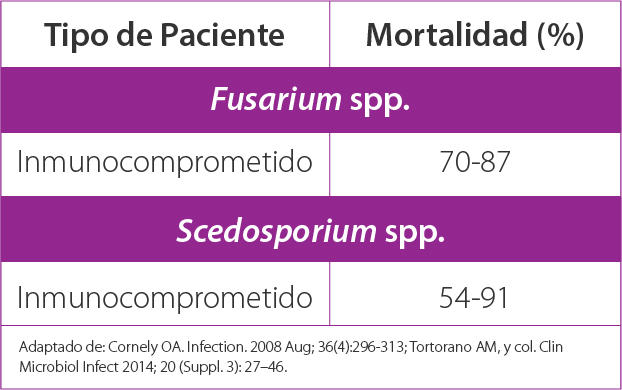 Tipo de Paciente Mortalidad (%)
Fusarium spp.
Inmunocomprometido 70-87
Scedosporium spp.
Inmunocomprometido 54-91
Adaptado de: Cornely OA. Infection. 2008 Aug; 36(4):296-313; Tortorano AM, y col. Clin
Microbiol Infect 2014; 20 (Suppl. 3): 27–46.